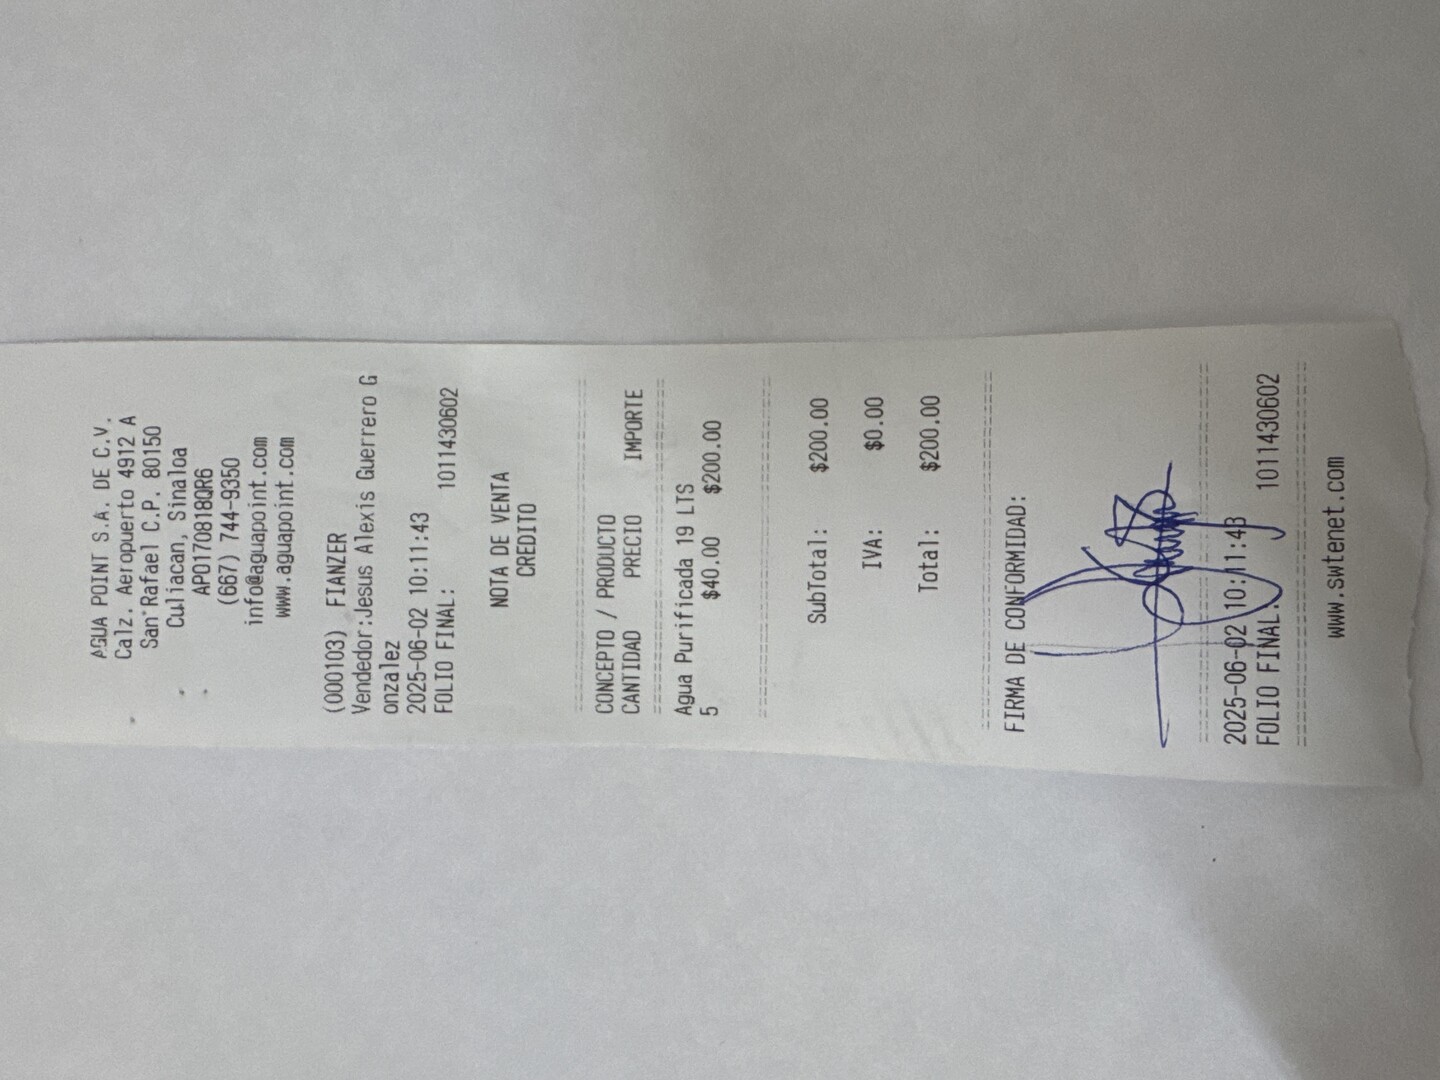 AGUA POINT S.A. DE C.V.
Calz. Aeropuerto 4912 A
San Rafael C.P. 80150
Culiacan, Sinaloa
APO170818QR6
(667) 744-9350
info@aguapoint.com
www.aguapoint.com
(000103) FIANZER
Vendedor:Jesus Alexis Guerrero G
onzalez
2025-06-02 10:11:43
FOLIO FINAL: 1011430602
NOTA DE VENTA
CREDITO
CONCEPTO / PRODUCTO
CANTIDAD PRECIO IMPORTE
Agua Purificada 19 LTS
5 $40.00 $200.00
SubTotal: $200.00
IVA: $0.00
Total: $200.00
FIRMA DE CONFORMIDAD:
2025-06-02 10:11:43
FOLIO FINAL: 1011430602
www.swtenet.com